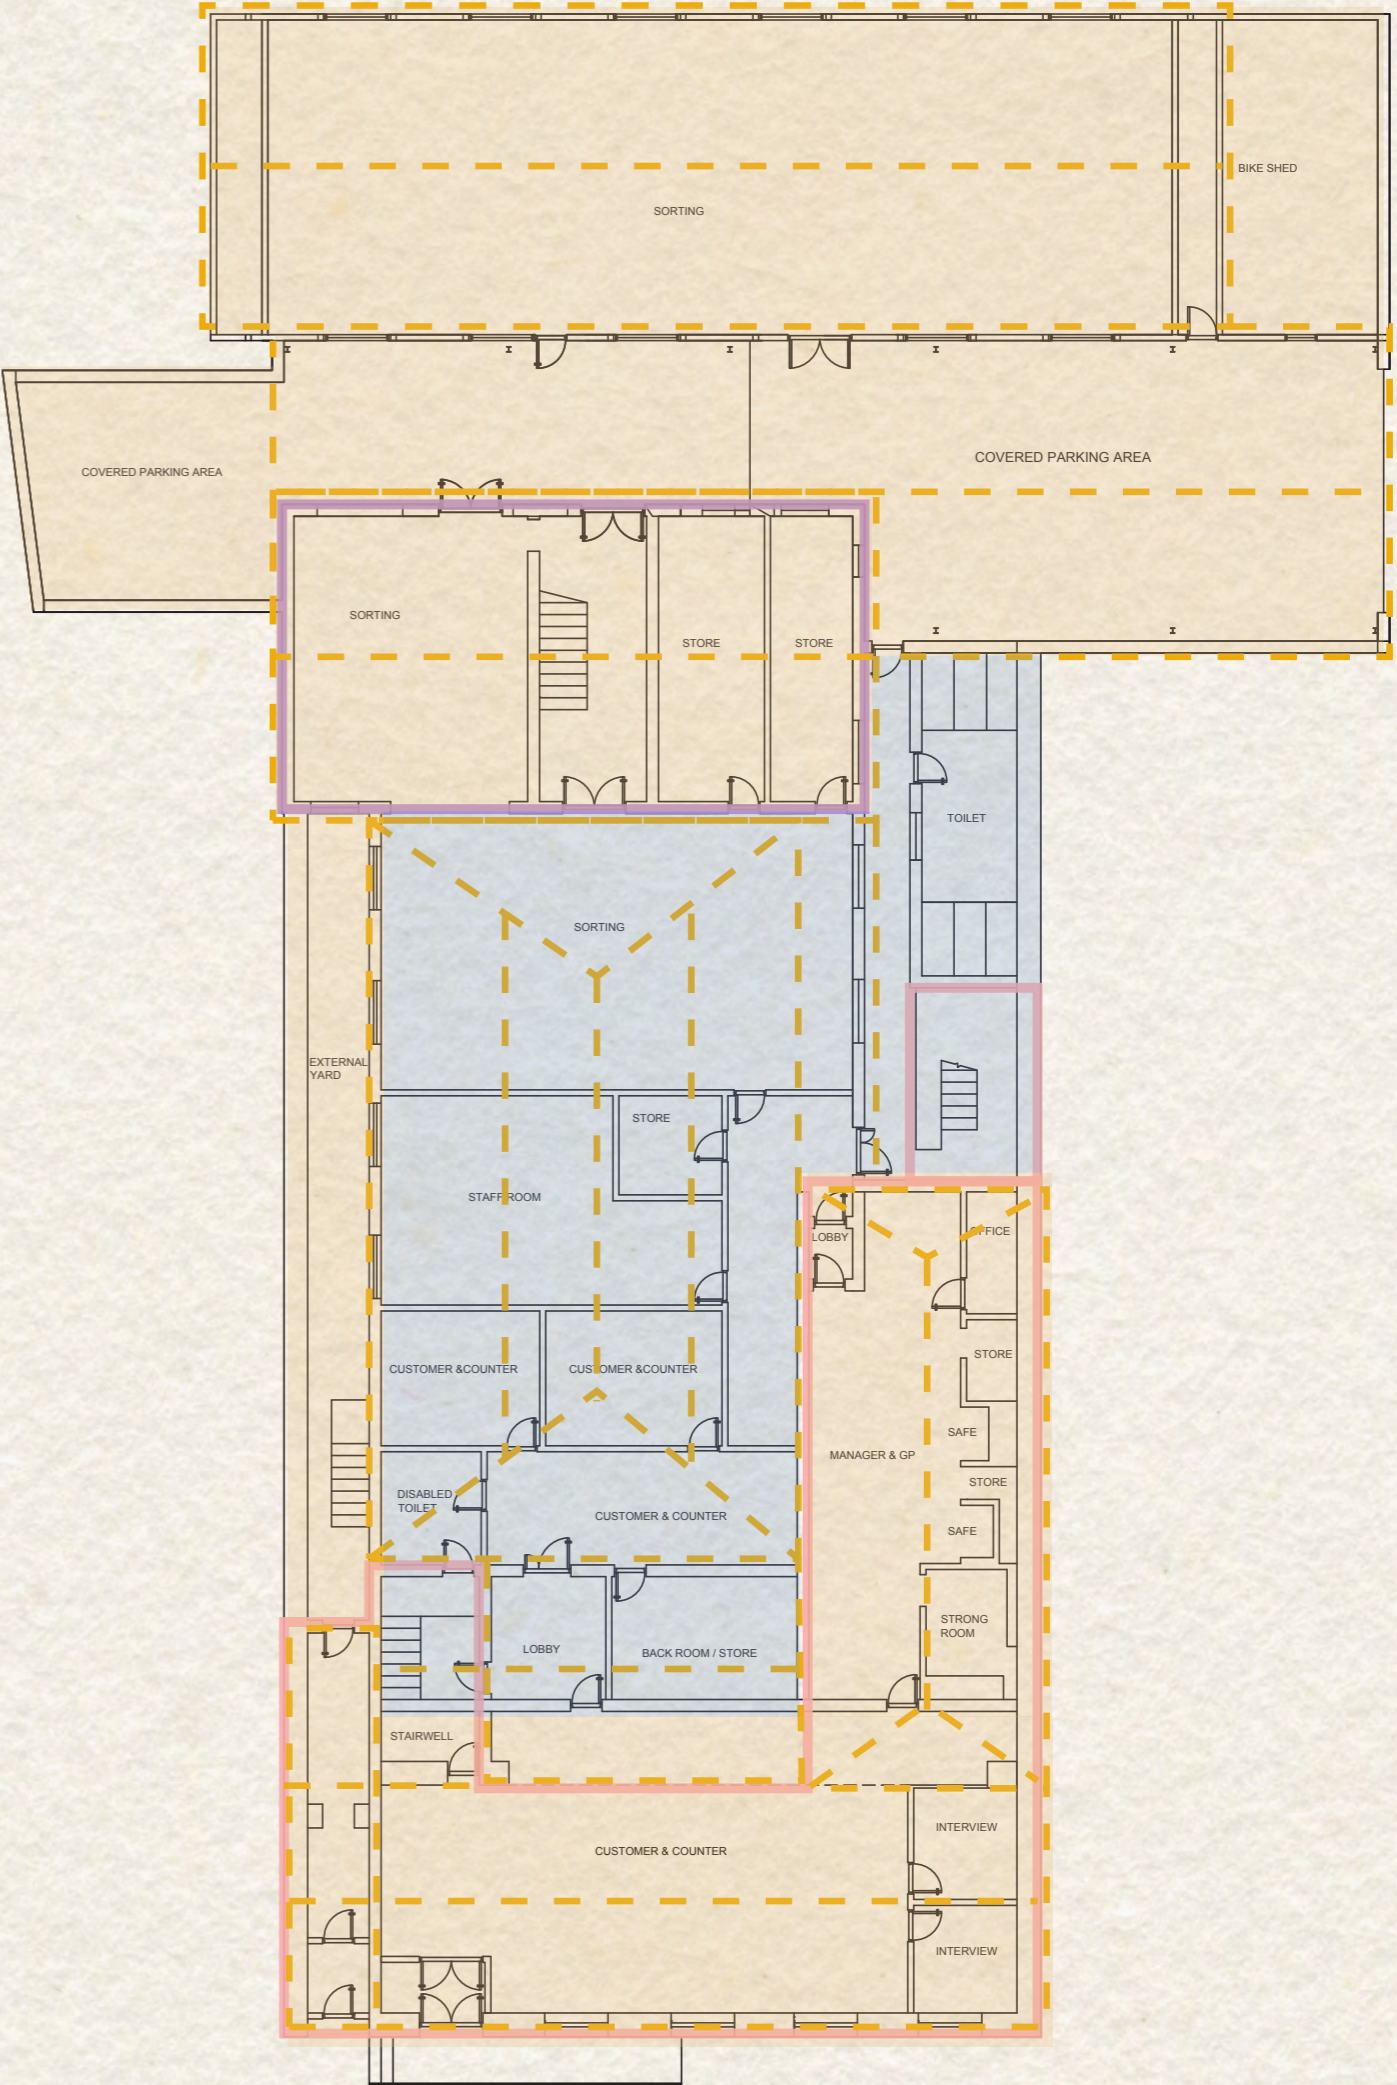 BIKE SHED
SORTING
COVERED PARKING AREA
COVERED PARKING AREA
SORTING
STORE
STORE
TOILET
SORTING
EXTERNAL
YARD
STORE
STAFF ROOM
LOBBY
OFFICE
STORE
CUSTOMER &COUNTER
CUSTOMER &COUNTER
SAFE
MANAGER & GP
STORE
DISABLED
TOILET
CUSTOMER & COUNTER
SAFE
STRONG
ROOM
LOBBY
BACK ROOM / STORE
STAIRWELL
INTERVIEW
CUSTOMER & COUNTER
INTERVIEW